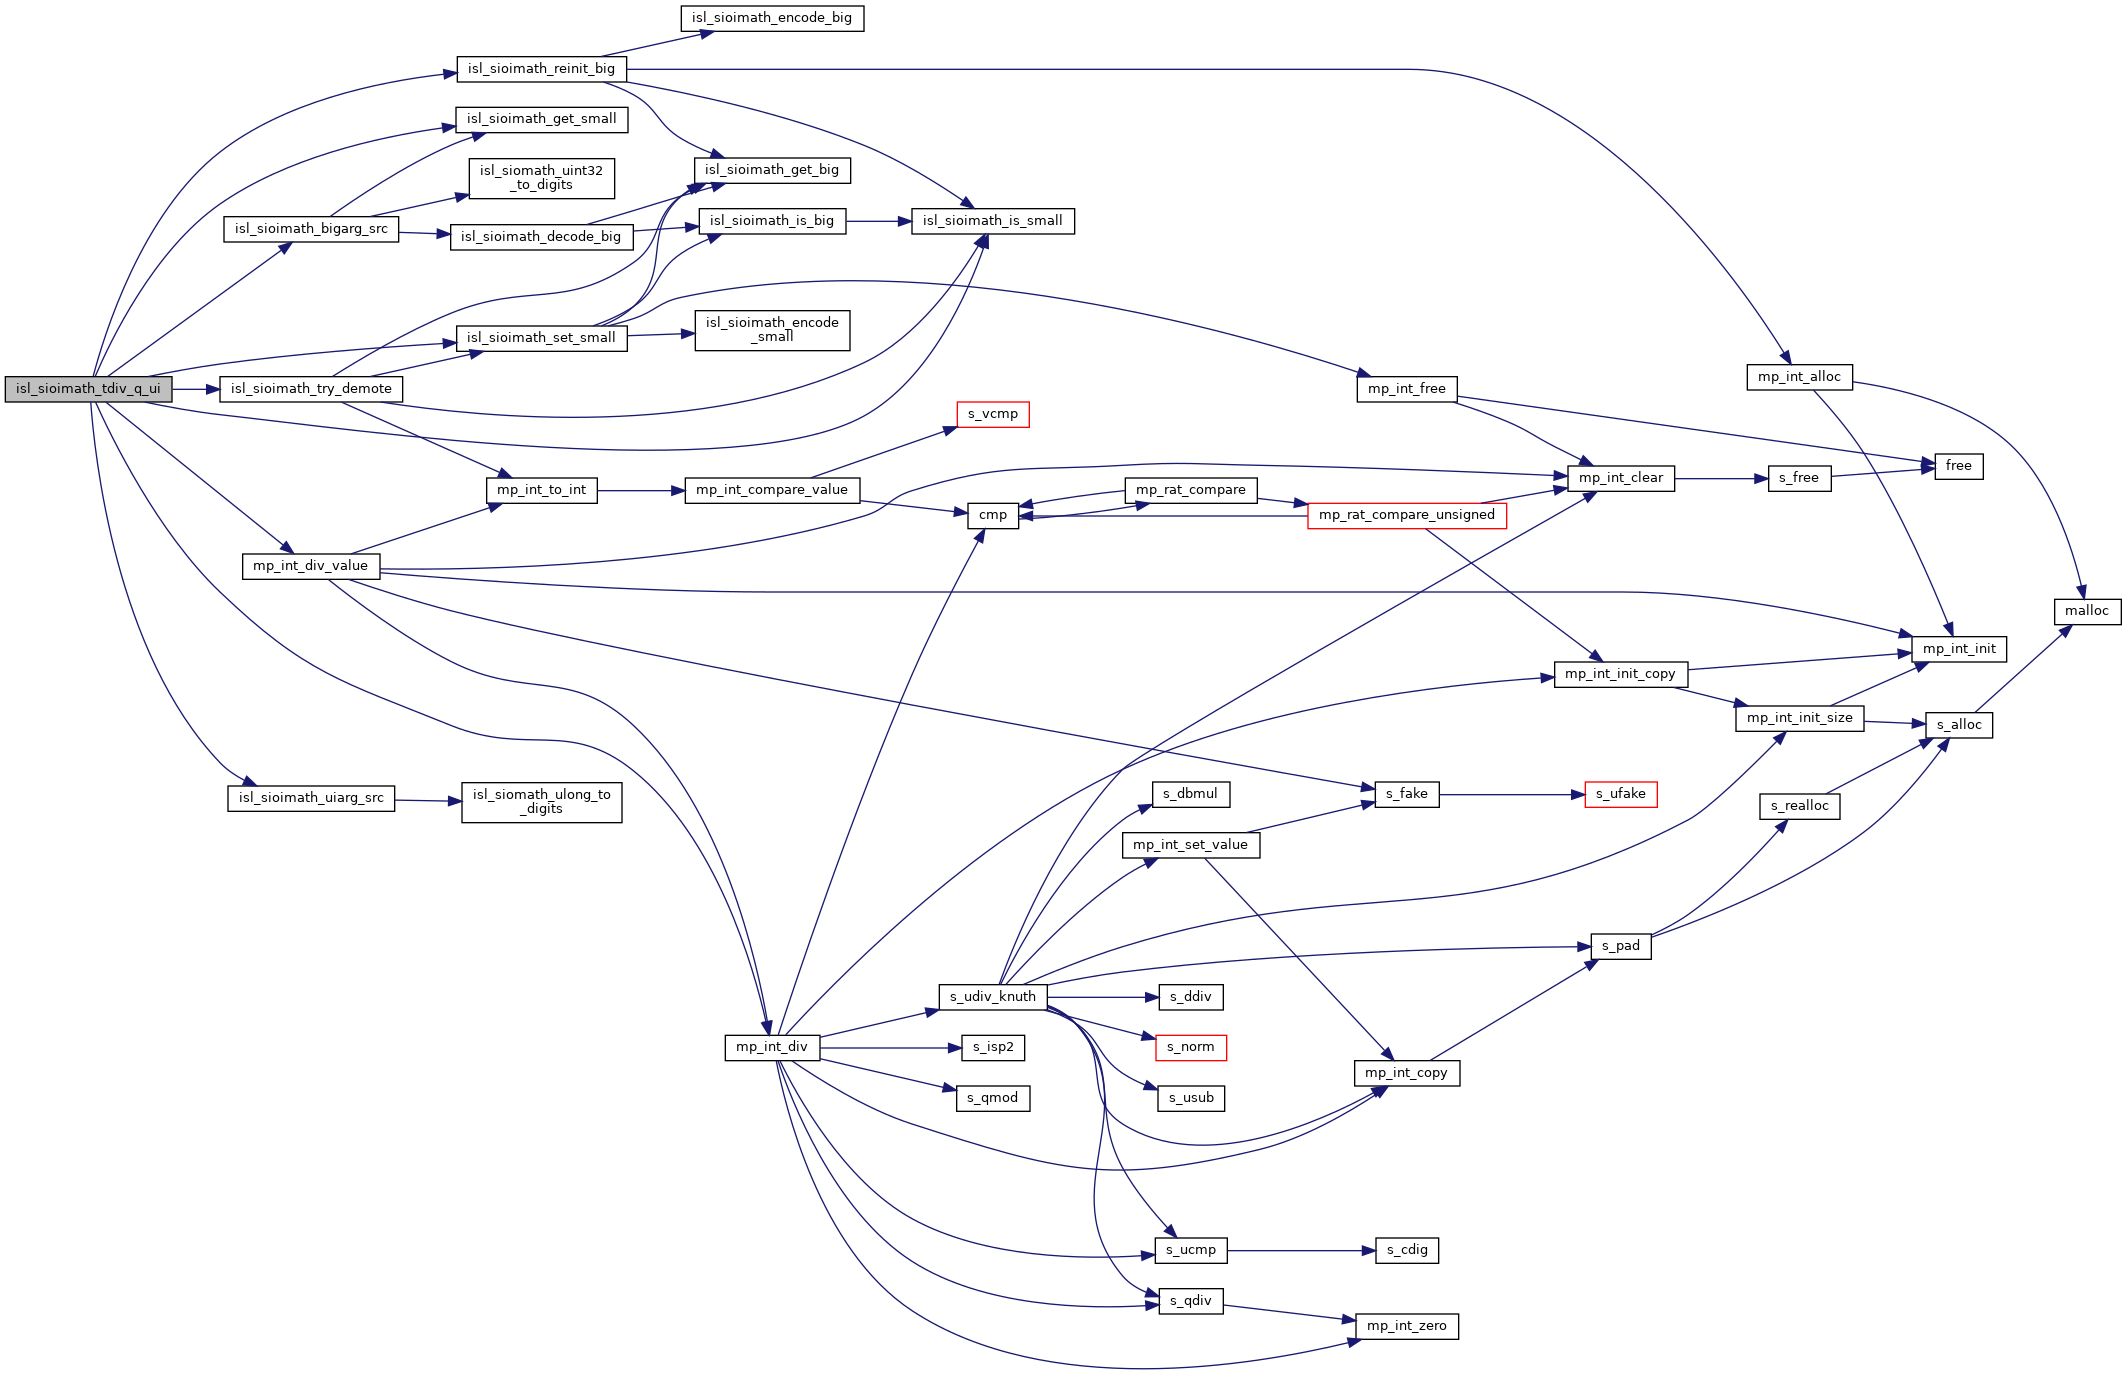 isl_sioimath_encode_big
isl_sioimath_reinit_big
isl_sioimath_get_small
isl_sioimath_get_big
isl_siomath_uint32
_to_digits
isl_sioimath_is_big
isl_sioimath_is_small
isl_sioimath_bigarg_src
isl_sioimath_decode_big
isl_sioimath_encode
_small
isl_sioimath_set_small
mp_int_alloc
isl_sioimath_tdiv_q_ui
isl_sioimath_try_demote
mp_int_free
s_vcmp
free
mp_int_clear
s_free
mp_int_to_int
mp_int_compare_value
mp_rat_compare
cmp
mp_rat_compare_unsigned
mp_int_div_value
malloc
mp_int_init
mp_int_init_copy
mp_int_init_size
s_alloc
isl_sioimath_uiarg_src
isl_siomath_ulong_to
_digits
s_dbmul
s_fake
s_ufake
s_realloc
mp_int_set_value
s_pad
s_udiv_knuth
s_ddiv
mp_int_div
s_isp2
s_norm
mp_int_copy
s_qmod
s_usub
s_ucmp
s_cdig
s_qdiv
mp_int_zero